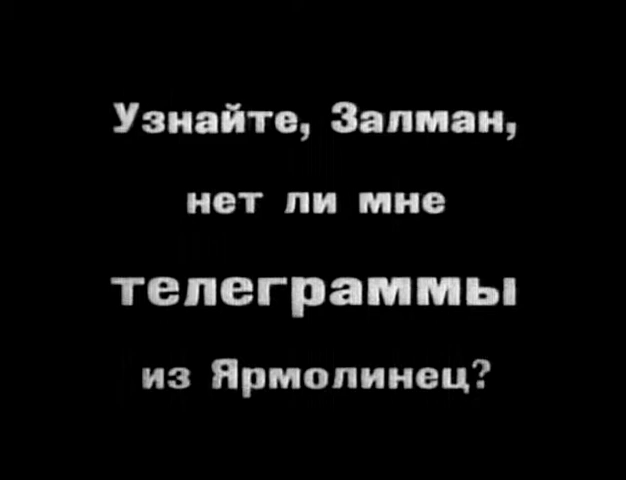 Узнайте, Залман,
нет ли мне
телеграммы
из Ярмолинец?